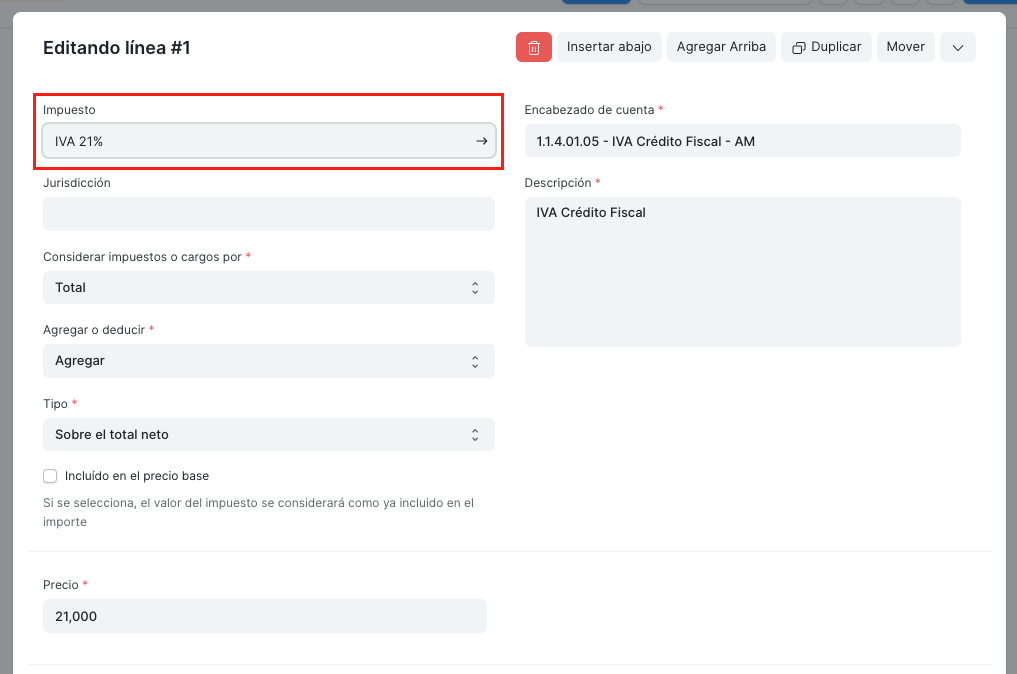 Editando línea #1
Insertar abajo
Agregar Arriba
Duplicar
Mover
Impuesto
IVA 21%
Jurisdicción
Considerar impuestos o cargos por *
Total
Agregar o deducir *
Agregar
Tipo *
Sobre el total neto
Incluído en el precio base
Si se selecciona, el valor del impuesto se considerará como ya incluido en el
importe
Encabezado de cuenta *
1.1.4.01.05 - IVA Crédito Fiscal - AM
Descripción *
IVA Crédito Fiscal
Precio *
21,000